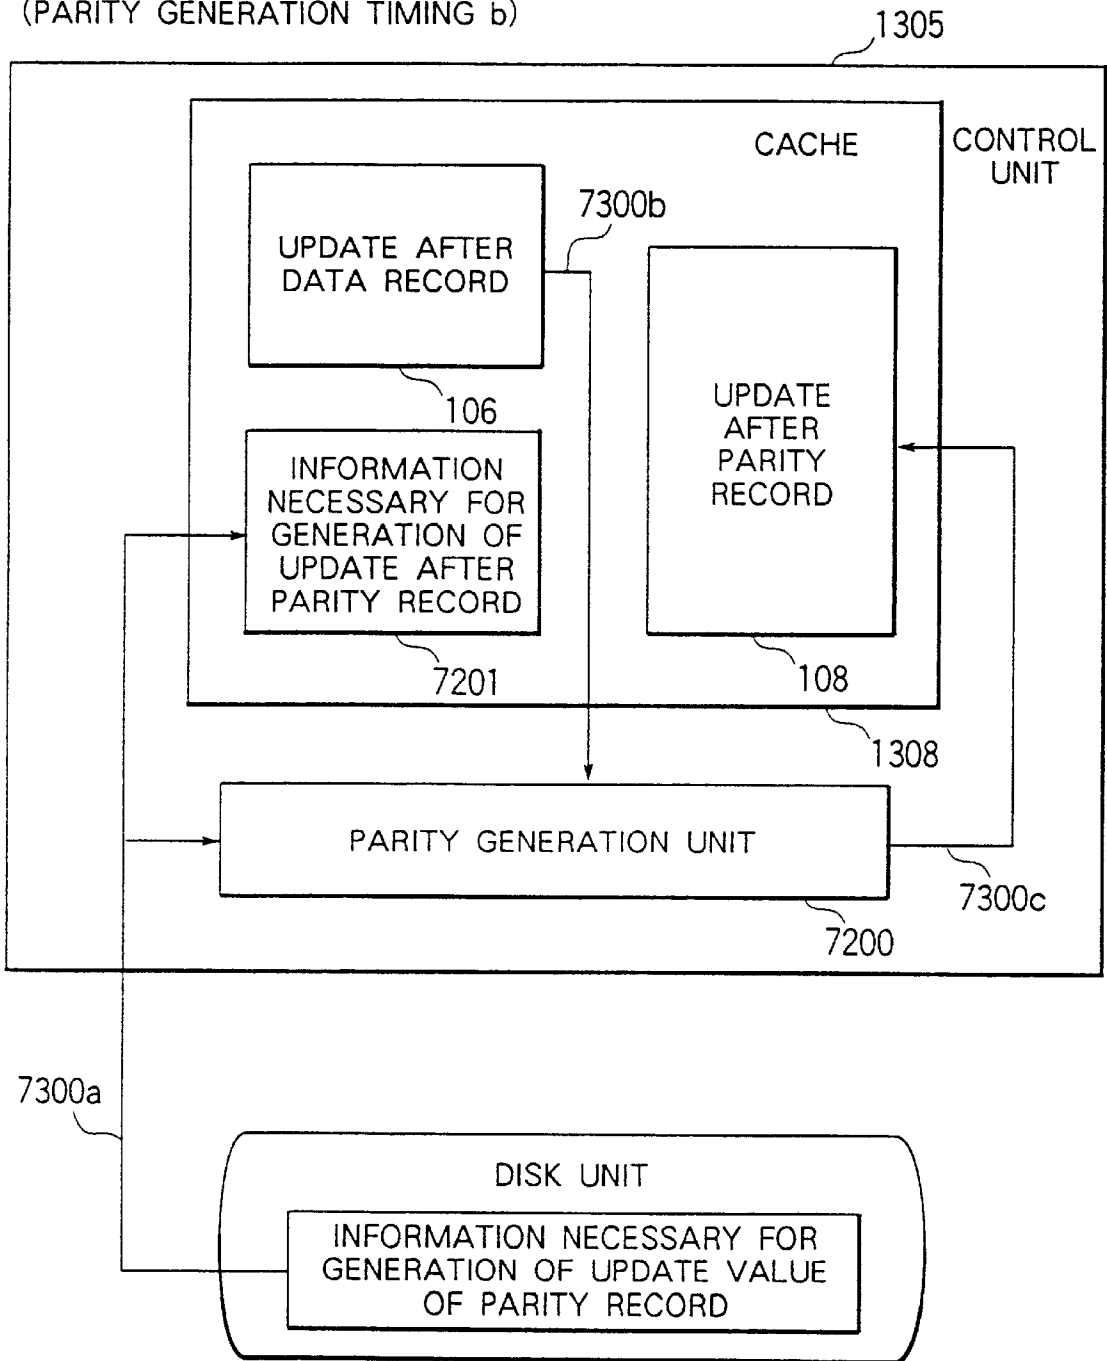 (PARITY GENERATION TIMING b)
1305
CACHE
CONTROL
UNIT
UPDATE AFTER
DATA RECORD
7300b
106
UPDATE
AFTER
PARITY
RECORD
INFORMATION
NECESSARY FOR
GENERATION OF
UPDATE AFTER
PARITY RECORD
7201
108
1308
PARITY GENERATION UNIT
7300c
7200
7300a
DISK UNIT
INFORMATION NECESSARY FOR
GENERATION OF UPDATE VALUE
OF PARITY RECORD